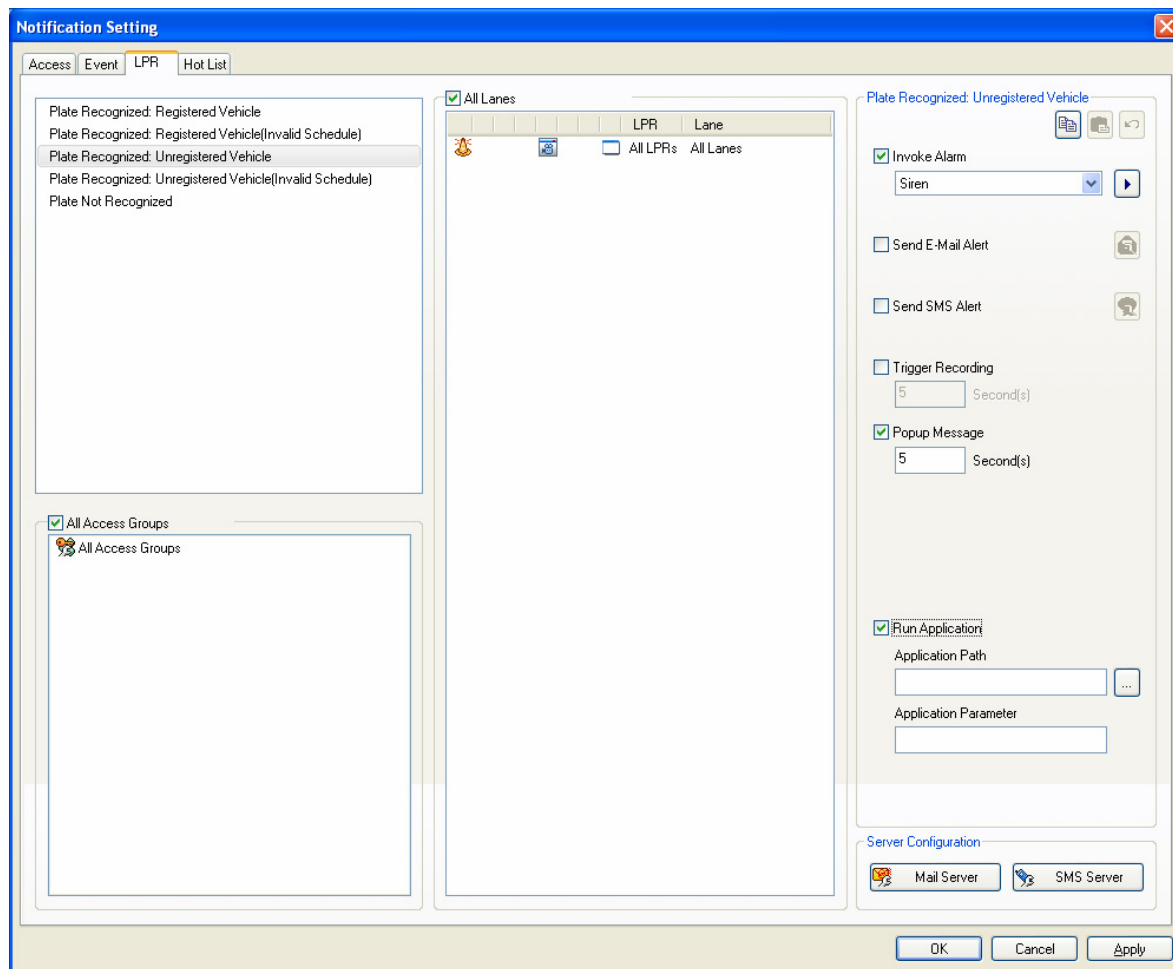 Notification Setting
Access Event LPR Hot List
Plate Recognized: Registered Vehicle
Plate Recognized: Registered Vehicle(Invalid Schedule)
Plate Recognized: Unregistered Vehicle
Plate Recognized: Unregistered Vehicle(Invalid Schedule)
Plate Not Recognized
All Access Groups
All Access Groups
All Lanes
LPR Lane
All LPRs All Lanes
Plate Recognized: Unregistered Vehicle
Invoke Alarm
Siren
Send E-Mail Alert
Send SMS Alert
Trigger Recording
5 Second(s)
Popup Message
5 Second(s)
Run Application
Application Path
...
Application Parameter
Server Configuration
Mail Server SMS Server
OK Cancel Apply